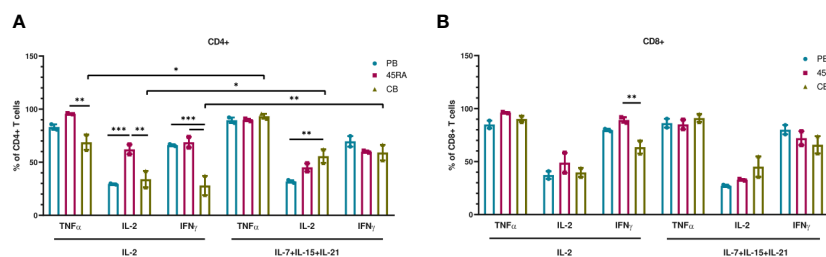 A
CD4+
150
100
50
0
% of CD4+ T cells
*
*
**
**
***
**
***
**
PB
45RA
CB
TNFα IL-2 IFNγ TNFα IL-2 IFNγ
IL-2 IL-7+IL-15+IL-21
B
CD8+
150
100
50
0
% of CD8+ T cells
**
PB
45
CB
TNFα IL-2 IFNγ TNFα IL-2 IFNγ
IL-2 IL-7+IL-15+IL-21